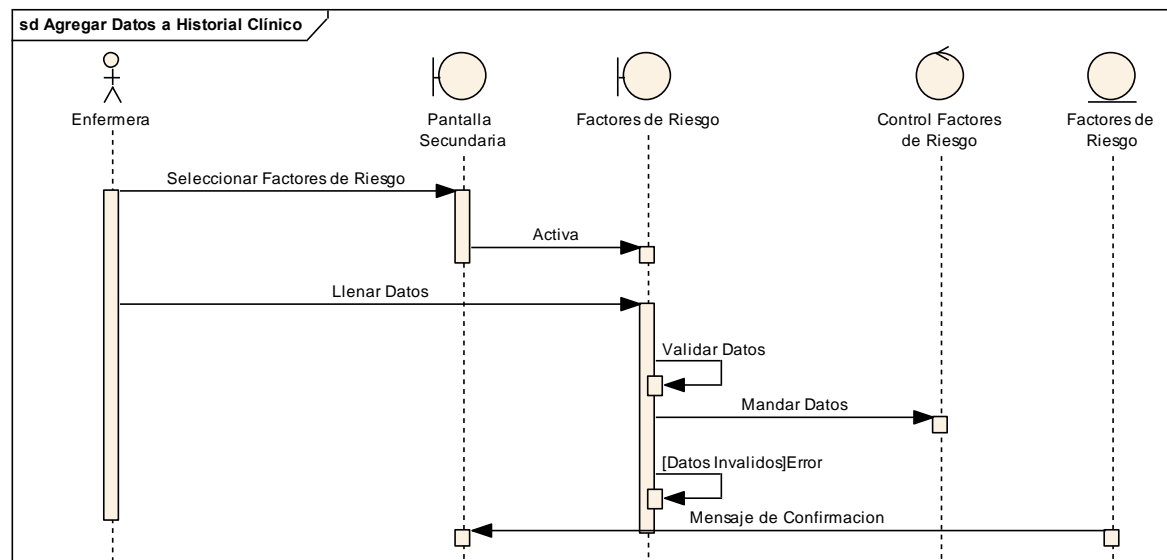 sd Agregar Datos a Historial Clínico
Enfermera
Pantalla
Secundaria
Factores de Riesgo
Control Factores
de Riesgo
Factores de
Riesgo
Seleccionar Factores de Riesgo
Activa
Llenar Datos
Validar Datos
Mandar Datos
[Datos Invalidos]Error
Mensaje de Confirmacion